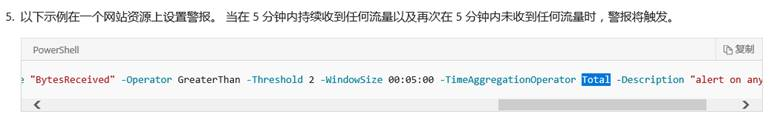 5. 以下示例在一个网站资源上设置警报。 当在 5 分钟内持续收到任何流量以及再次在 5 分钟内未收到任何流量时，警报将触发。
PowerShell
复制
"BytesReceived" -Operator GreaterThan -Threshold 2 -WindowSize 00:05:00 -TimeAggregationOperator Total -Description "alert on any